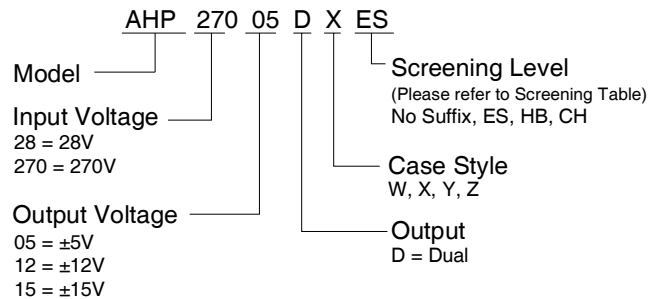 AHP 270 05 D X ES
Model
Input Voltage
28 = 28V
270 = 270V
Output Voltage
05 = ±5V
12 = ±12V
15 = ±15V
Screening Level
(Please refer to Screening Table)
No Suffix, ES, HB, CH
Case Style
W, X, Y, Z
Output
D = Dual